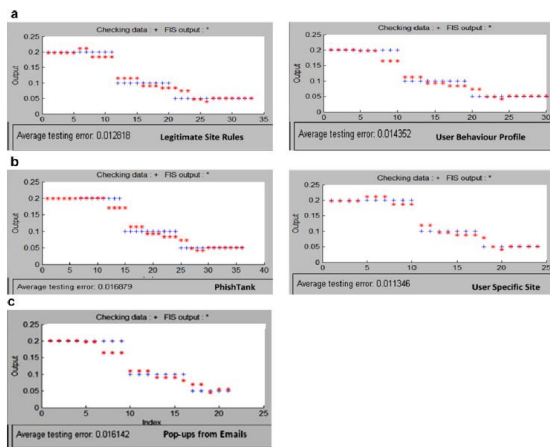 a
Checking data : + FIS output : *
0.25
0.2
0.15
0.1
0.05
0
Output
0 5 10 15 20 25 30 35
Average testing error: 0.012818 Legitimate Site Rules
Checking data : + FIS output : *
0.25
0.2
0.15
0.1
0.05
0
Output
0 5 10 15 20 25 30
Average testing error: 0.014352 User Behaviour Profile
b
Checking data : + FIS output : *
0.25
0.2
0.15
0.1
0.05
0
Output
0 5 10 15 20 25 30 35 40
Average testing error: 0.016879 PhishTank
Checking data : + FIS output : *
0.25
0.2
0.15
0.1
0.05
0
Output
0 5 10 15 20 25
Average testing error: 0.011346 User Specific Site
c
Checking data : + FIS output : *
0.25
0.2
0.15
0.1
0.05
0
Output
0 5 10 15 20 25
Index
Average testing error: 0.016142 Pop-ups from Emails